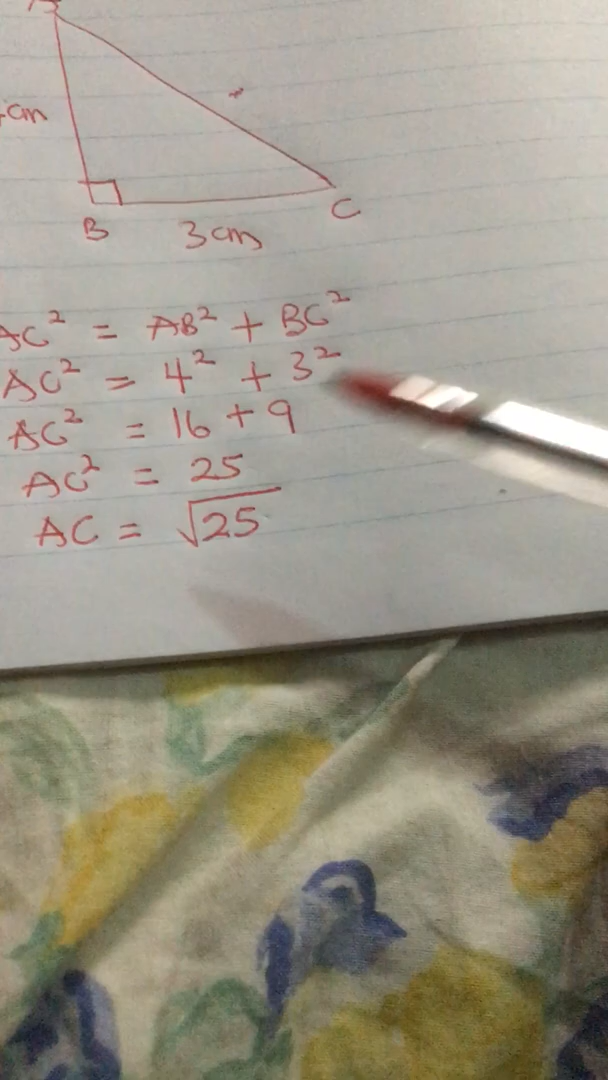 cm
B
C
3cm
AC² = AB² + BC²
AC² = 4² + 3²
AC² = 16 + 9
AC² = 25
AC = √25